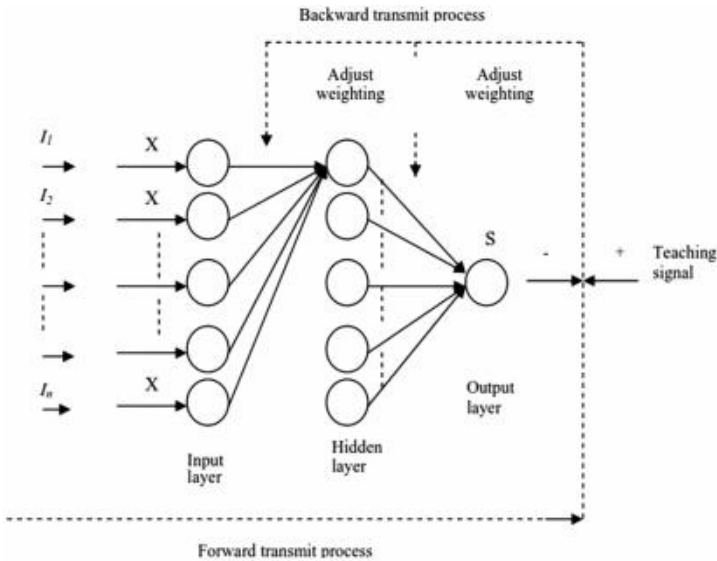 Backward transmit process
Adjust
weighting
Adjust
weighting
I1
X
I2
X
S
-
+
Teaching
signal
In
X
Output
layer
Input
layer
Hidden
layer
Forward transmit process